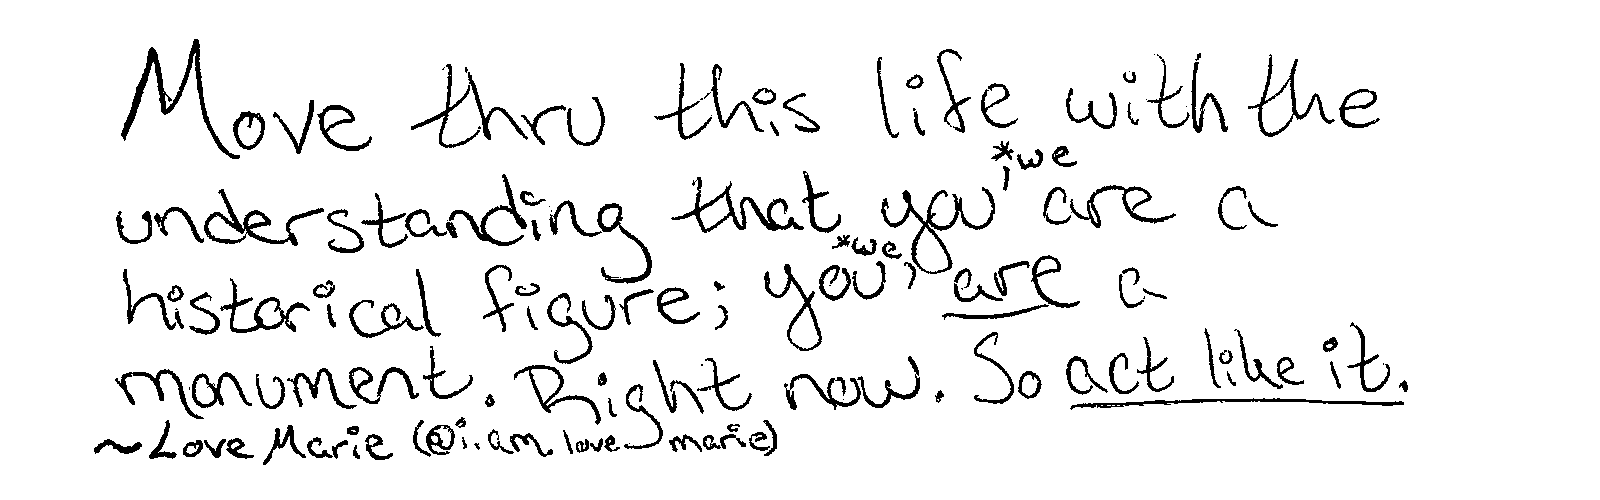 Move thru this life with the
understanding that you, *we are a
historical figure; you, *we are a
monument. Right now. So act like it.
~Love Marie (@i.am.love_marie)